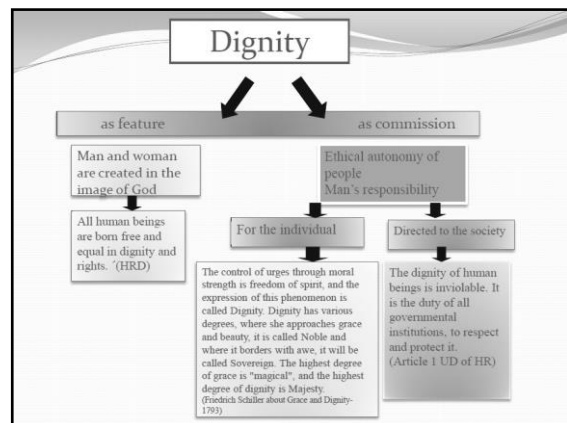 Dignity
as feature
as commission
Man and woman
are created in the
image of God
All human beings
are born free and
equal in dignity and
rights. ´(HRD)
Ethical autonomy of
people
Man's responsibility
For the individual
The control of urges through moral
strength is freedom of spirit, and the
expression of this phenomenon is
called Dignity. Dignity has various
degrees, where she approaches grace
and beauty, it is called Noble and
where it borders with awe, it will be
called Sovereign. The highest degree
of grace is "magical", and the highest
degree of dignity is Majesty.
(Friedrich Schiller about Grace and Dignity-
1793)
Directed to the society
The dignity of human
beings is inviolable. It
is the duty of all
governmental
institutions, to respect
and protect it.
(Article 1 UD of HR)